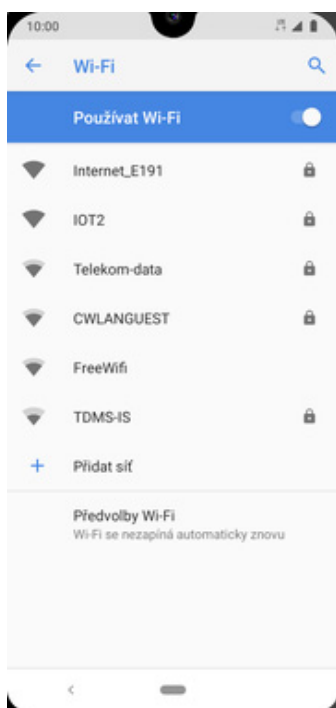 10:00
Wi-Fi
Používat Wi-Fi
Internet_E191
IOT2
Telekom-data
CWLANGUEST
FreeWifi
TDMS-IS
Přidat síť
Předvolby Wi-Fi
Wi-Fi se nezapíná automaticky znovu